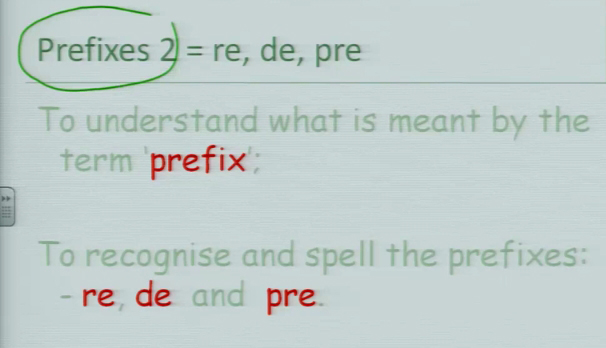 Prefixes 2 = re, de, pre
To understand what is meant by the
term 'prefix';
To recognise and spell the prefixes:
- re, de and pre.